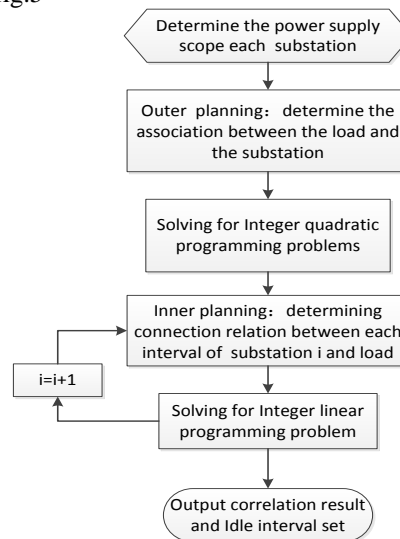 Determine the power supply
scope each substation
Outer planning：determine the
association between the load and
the substation
Solving for Integer quadratic
programming problems
Inner planning：determining
connection relation between each
interval of substation i and load
i=i+1
Solving for Integer linear
programming problem
Output correlation result
and Idle interval set